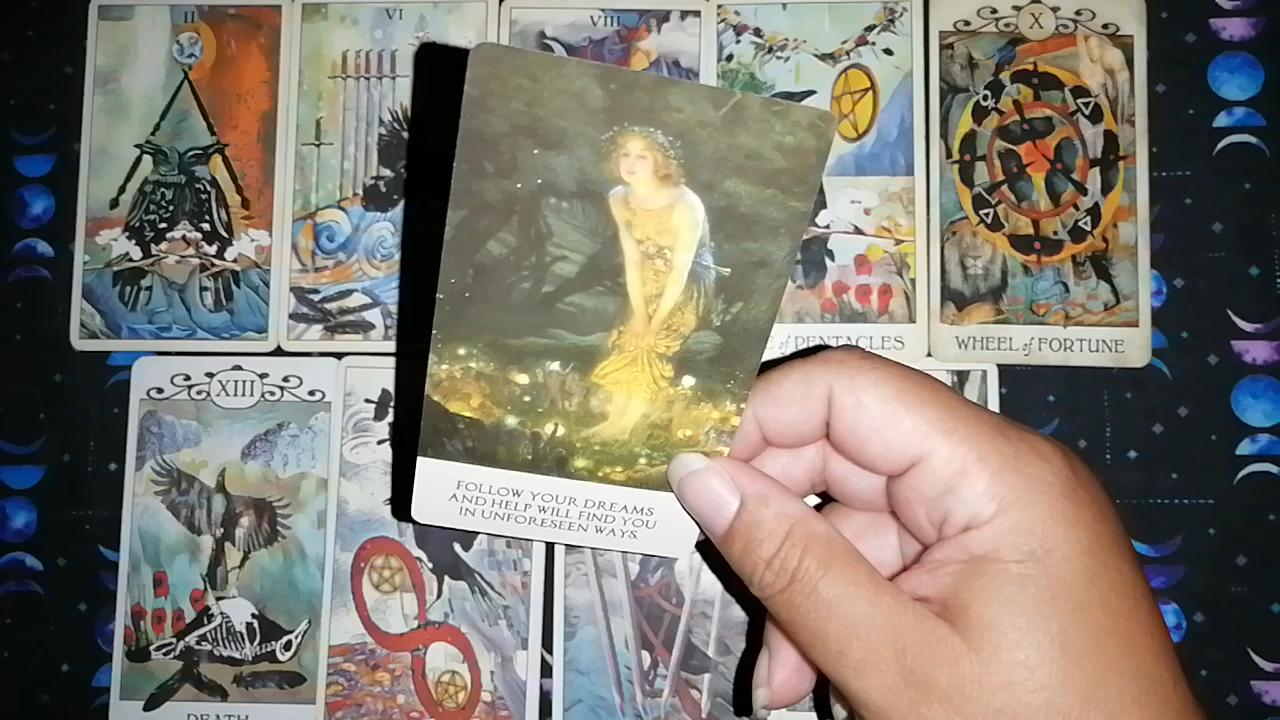 II
VI
VIII
X
of PENTACLES
WHEEL of FORTUNE
XIII
FOLLOW YOUR DREAMS
AND HELP WILL FIND YOU
IN UNFORESEEN WAYS.
DEATH